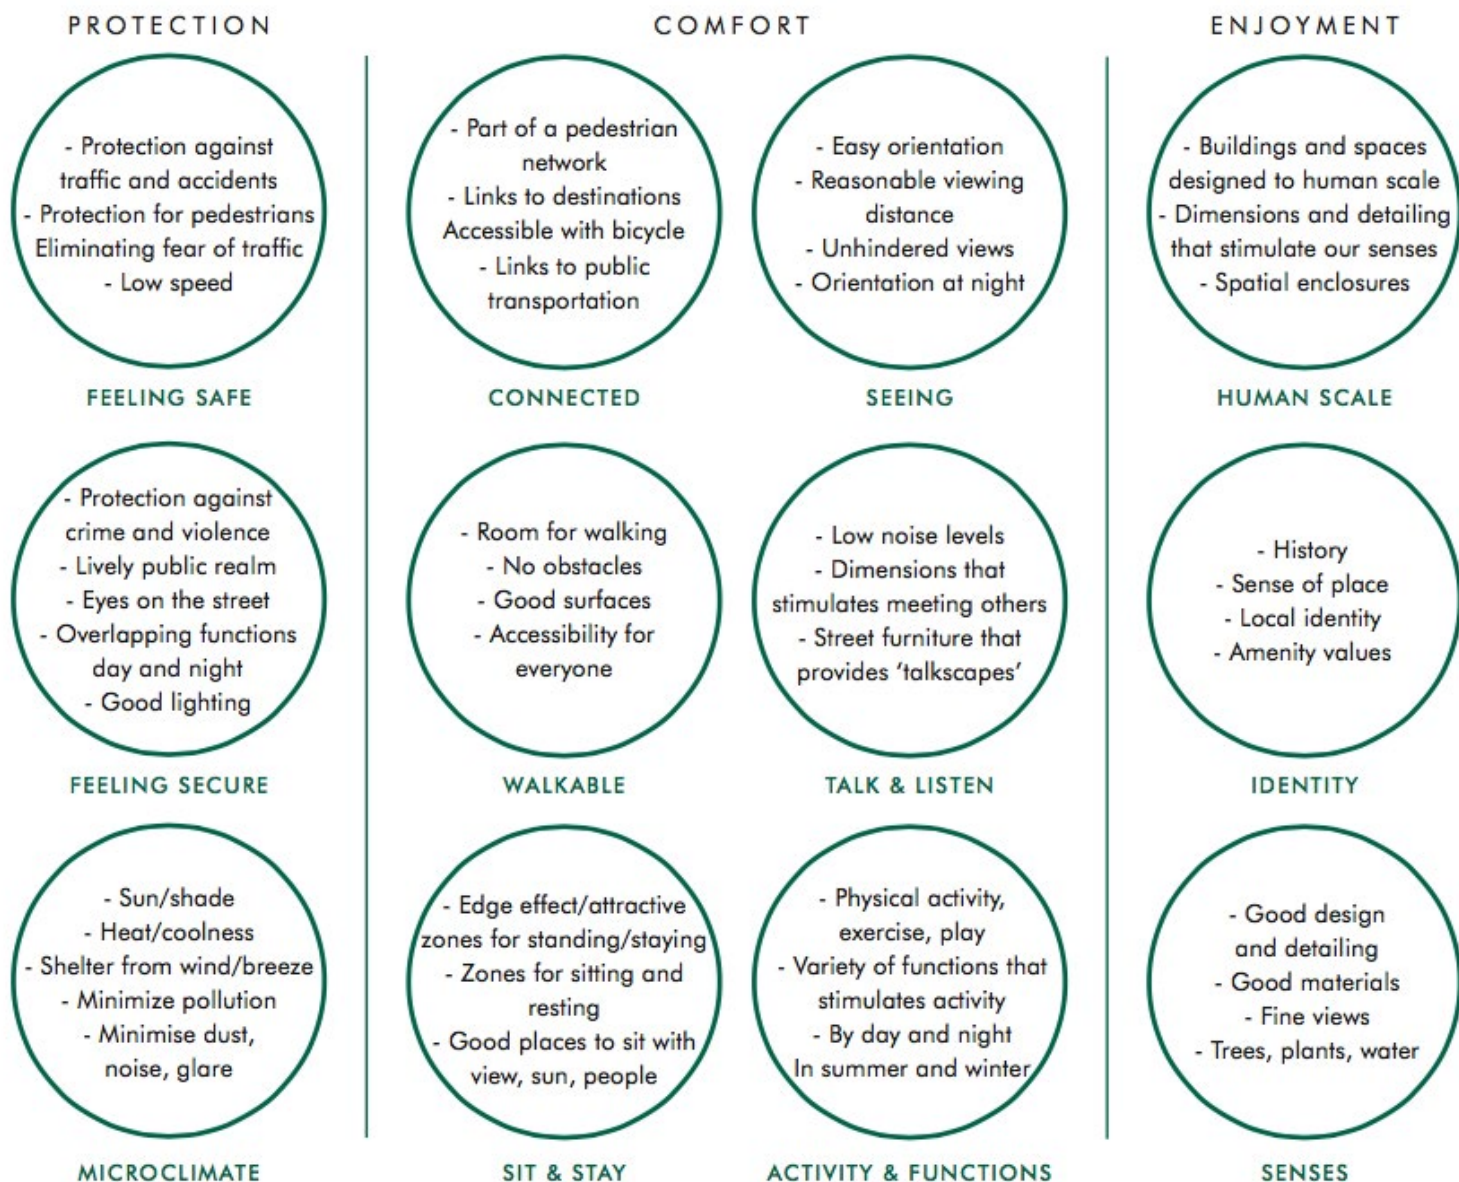 PROTECTION
COMFORT
ENJOYMENT
- Protection against
traffic and accidents
- Protection for pedestrians
Eliminating fear of traffic
- Low speed
FEELING SAFE
- Part of a pedestrian
network
- Links to destinations
Accessible with bicycle
- Links to public
transportation
CONNECTED
- Easy orientation
- Reasonable viewing
distance
- Unhindered views
- Orientation at night
SEEING
- Buildings and spaces
designed to human scale
- Dimensions and detailing
that stimulate our senses
- Spatial enclosures
HUMAN SCALE
- Protection against
crime and violence
- Lively public realm
- Eyes on the street
- Overlapping functions
day and night
- Good lighting
FEELING SECURE
- Room for walking
- No obstacles
- Good surfaces
- Accessibility for
everyone
WALKABLE
- Low noise levels
- Dimensions that
stimulates meeting others
- Street furniture that
provides ‘talkscapes’
TALK & LISTEN
- History
- Sense of place
- Local identity
- Amenity values
IDENTITY
- Sun/shade
- Heat/coolness
- Shelter from wind/breeze
- Minimize pollution
- Minimise dust,
noise, glare
MICROCLIMATE
- Edge effect/attractive
zones for standing/staying
- Zones for sitting and
resting
- Good places to sit with
view, sun, people
SIT & STAY
- Physical activity,
exercise, play
- Variety of functions that
stimulates activity
- By day and night
In summer and winter
ACTIVITY & FUNCTIONS
- Good design
and detailing
- Good materials
- Fine views
- Trees, plants, water
SENSES